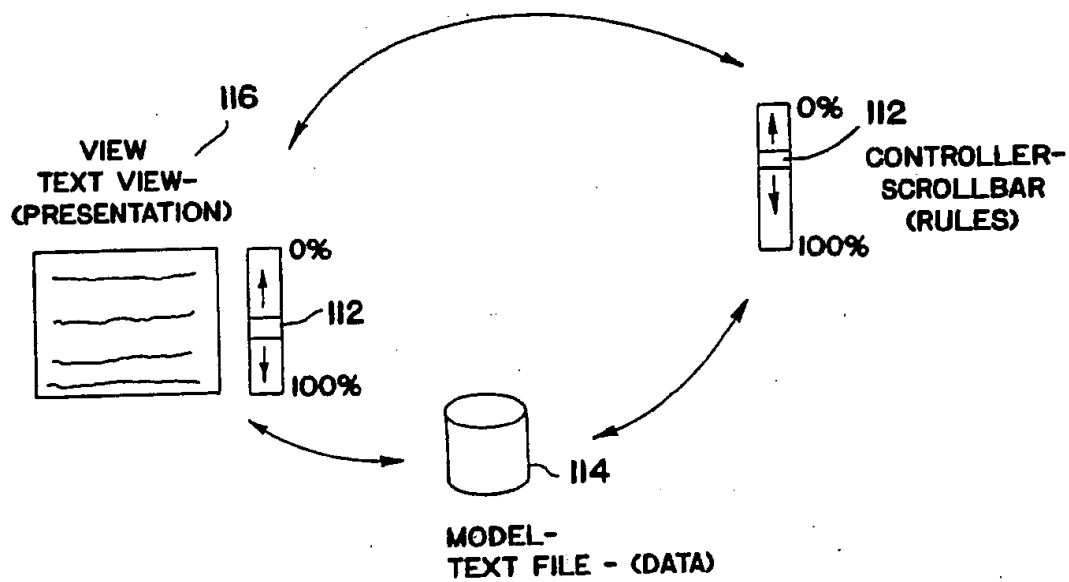 116
VIEW
TEXT VIEW-
(PRESENTATION)
0%
112
100%
0%
112
CONTROLLER-
SCROLLBAR
(RULES)
100%
114
MODEL-
TEXT FILE - (DATA)